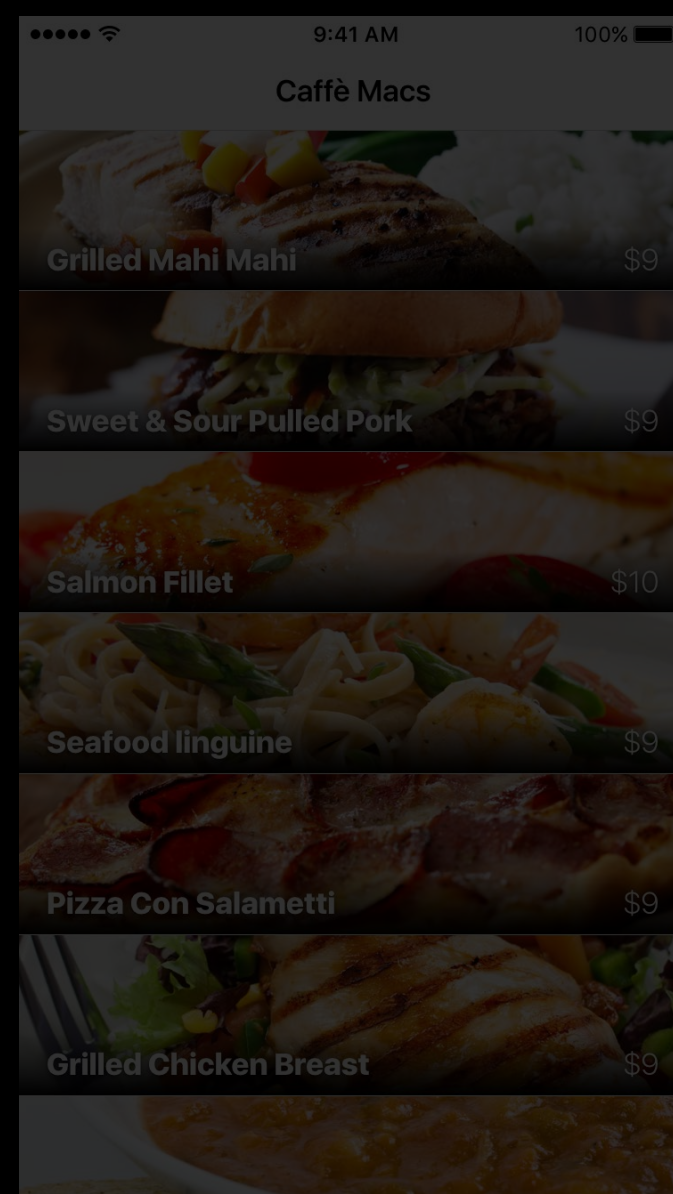 9:41 AM
100%
Caffè Macs
Grilled Mahi Mahi $9
Sweet & Sour Pulled Pork $9
Salmon Fillet $10
Seafood linguine $9
Pizza Con Salametti $9
Grilled Chicken Breast $9